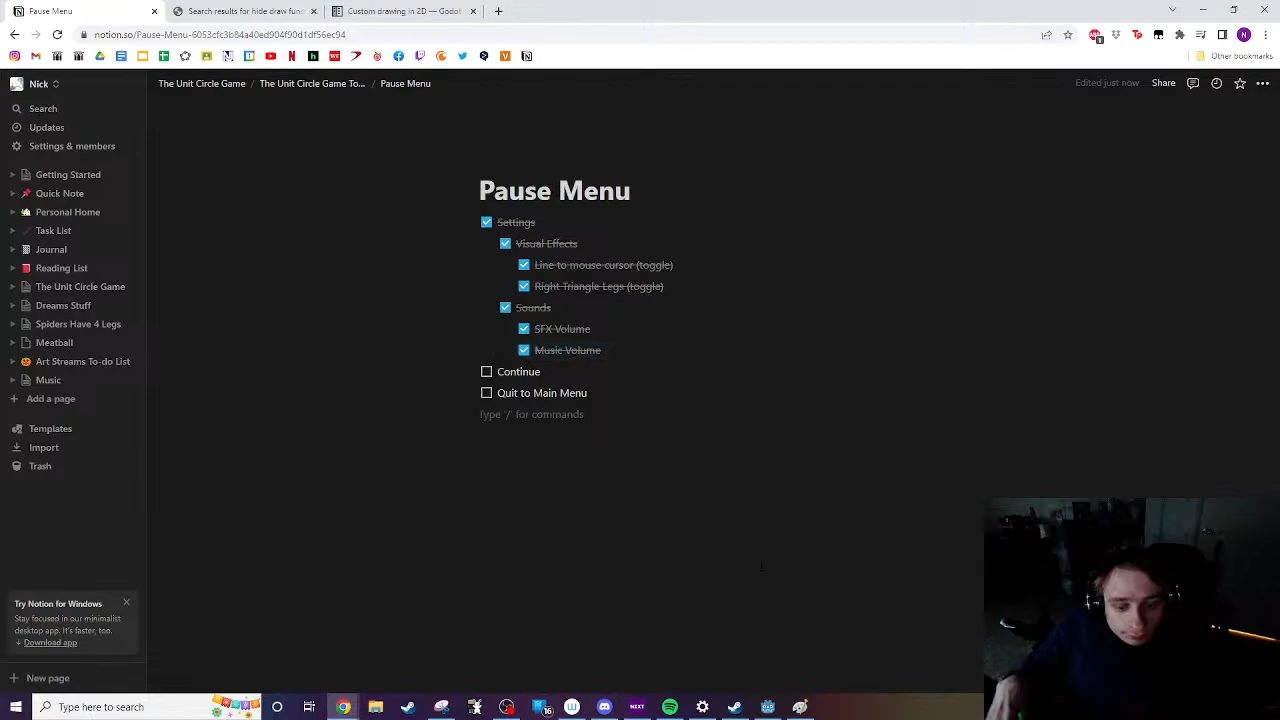 Pause Menu
Search results for hide draw func
Custom drawing in 2D — Godot
notion.so/Pause-Menu-6053cfc3b84a40ed904f90d1df56ec94
Other bookmarks
Nick
The Unit Circle Game / The Unit Circle Game To... / Pause Menu
Edited just now
Share
Search
Updates
Settings & members
Getting Started
Quick Note
Personal Home
Task List
Journal
Reading List
The Unit Circle Game
Dreams Stuff
Spiders Have 4 Legs
Meatball
Art Streams To-do List
Music
Add a page
Templates
Import
Trash
Pause Menu
Settings
Visual Effects
Line to mouse cursor (toggle)
Right Triangle Legs (toggle)
Sounds
SFX Volume
Music Volume
Continue
Quit to Main Menu
Type '/' for commands
Try Notion for Windows
Stay focused in our minimalist
desktop app. It's faster, too.
Download app
New page
Type here to search
16
NEXT